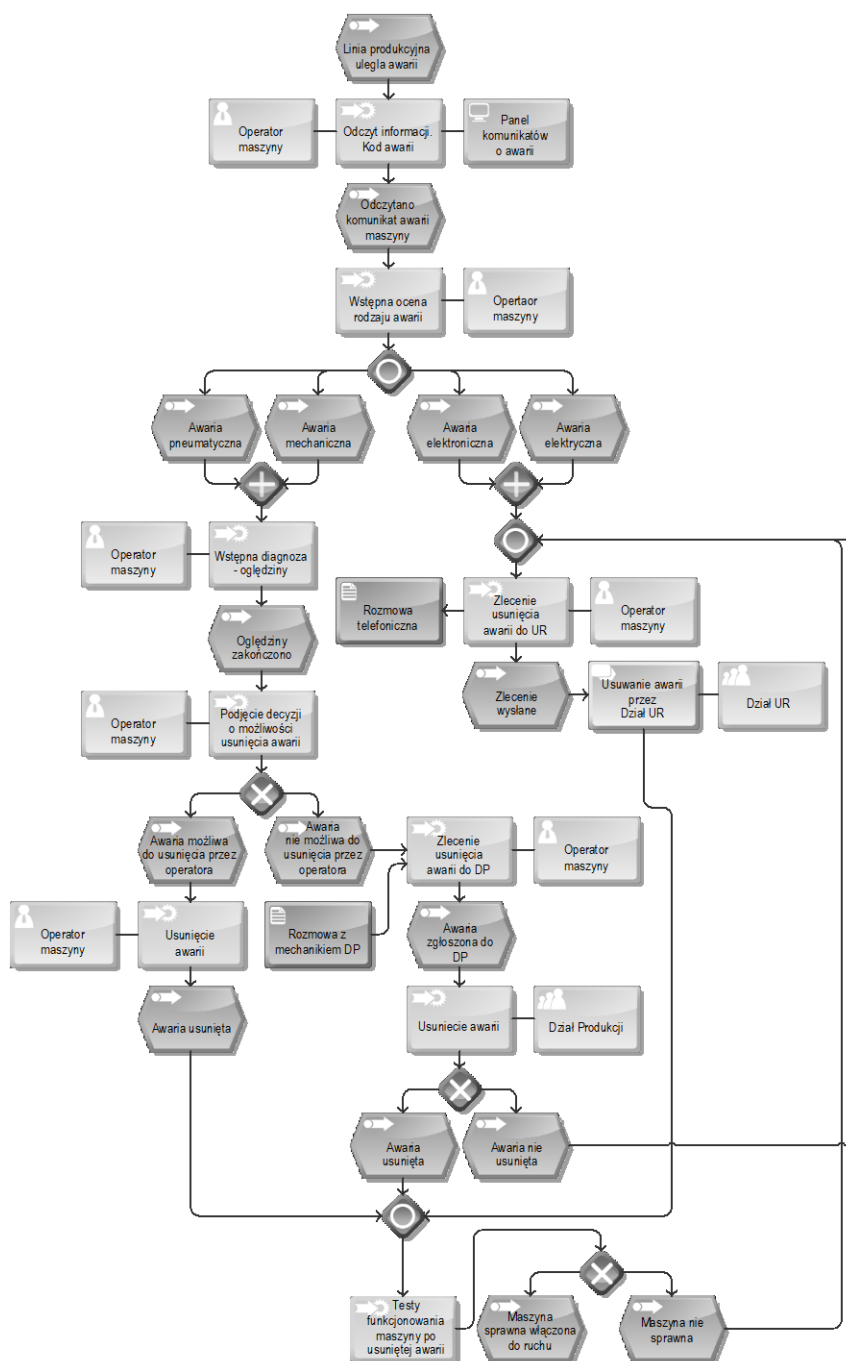 Linia produkcyjna
uległa awarii
Operator
maszyny
Odczyt informacji.
Kod awarii
Panel
komunikatów
o awarii
Odczytano
komunikat awarii
maszyny
Wstępna ocena
rodzaju awarii
Opertaor
maszyny
Awaria
pneumatyczna
Awaria
mechaniczna
Awaria
elektroniczna
Awaria
elektryczna
Operator
maszyny
Wstępna diagnoza
- oględziny
Rozmowa
telefoniczna
Zlecenie
usunięcia
awarii do UR
Operator
maszyny
Oględziny
zakończono
Zlecenie
wysłane
Usuwanie awarii
przez
Dział UR
Dział UR
Operator
maszyny
Podjęcie decyzji
o możliwości
usunięcia awarii
Awaria możliwa
do usunięcia przez
operatora
Awaria
nie możliwa do
usunięcia przez
operatora
Zlecenie
usunięcia
awarii do DP
Operator
maszyny
Operator
maszyny
Usunięcie
awarii
Rozmowa z
mechanikiem DP
Awaria
zgłoszona do
DP
Awaria usunięta
Usuniecie awarii
Dział Produkcji
Awaria
usunięta
Awaria nie
usunięta
Testy
funkcjonowania
maszyny po
usuniętej awarii
Maszyna
sprawna włączona
do ruchu
Maszyna nie
sprawna